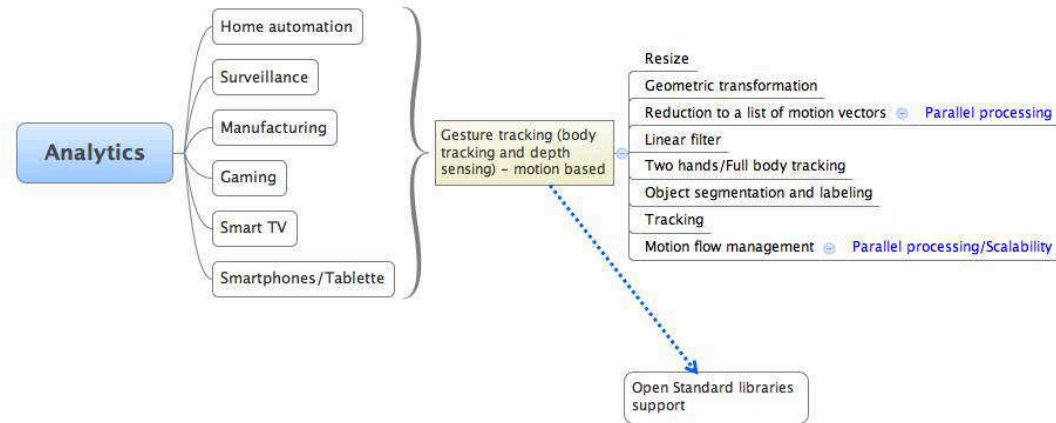 Analytics
Home automation
Surveillance
Manufacturing
Gaming
Smart TV
Smartphones/Tablette
Gesture tracking (body
tracking and depth
sensing) – motion based
Resize
Geometric transformation
Reduction to a list of motion vectors Parallel processing
Linear filter
Two hands/Full body tracking
Object segmentation and labeling
Tracking
Motion flow management Parallel processing/Scalability
Open Standard libraries
support